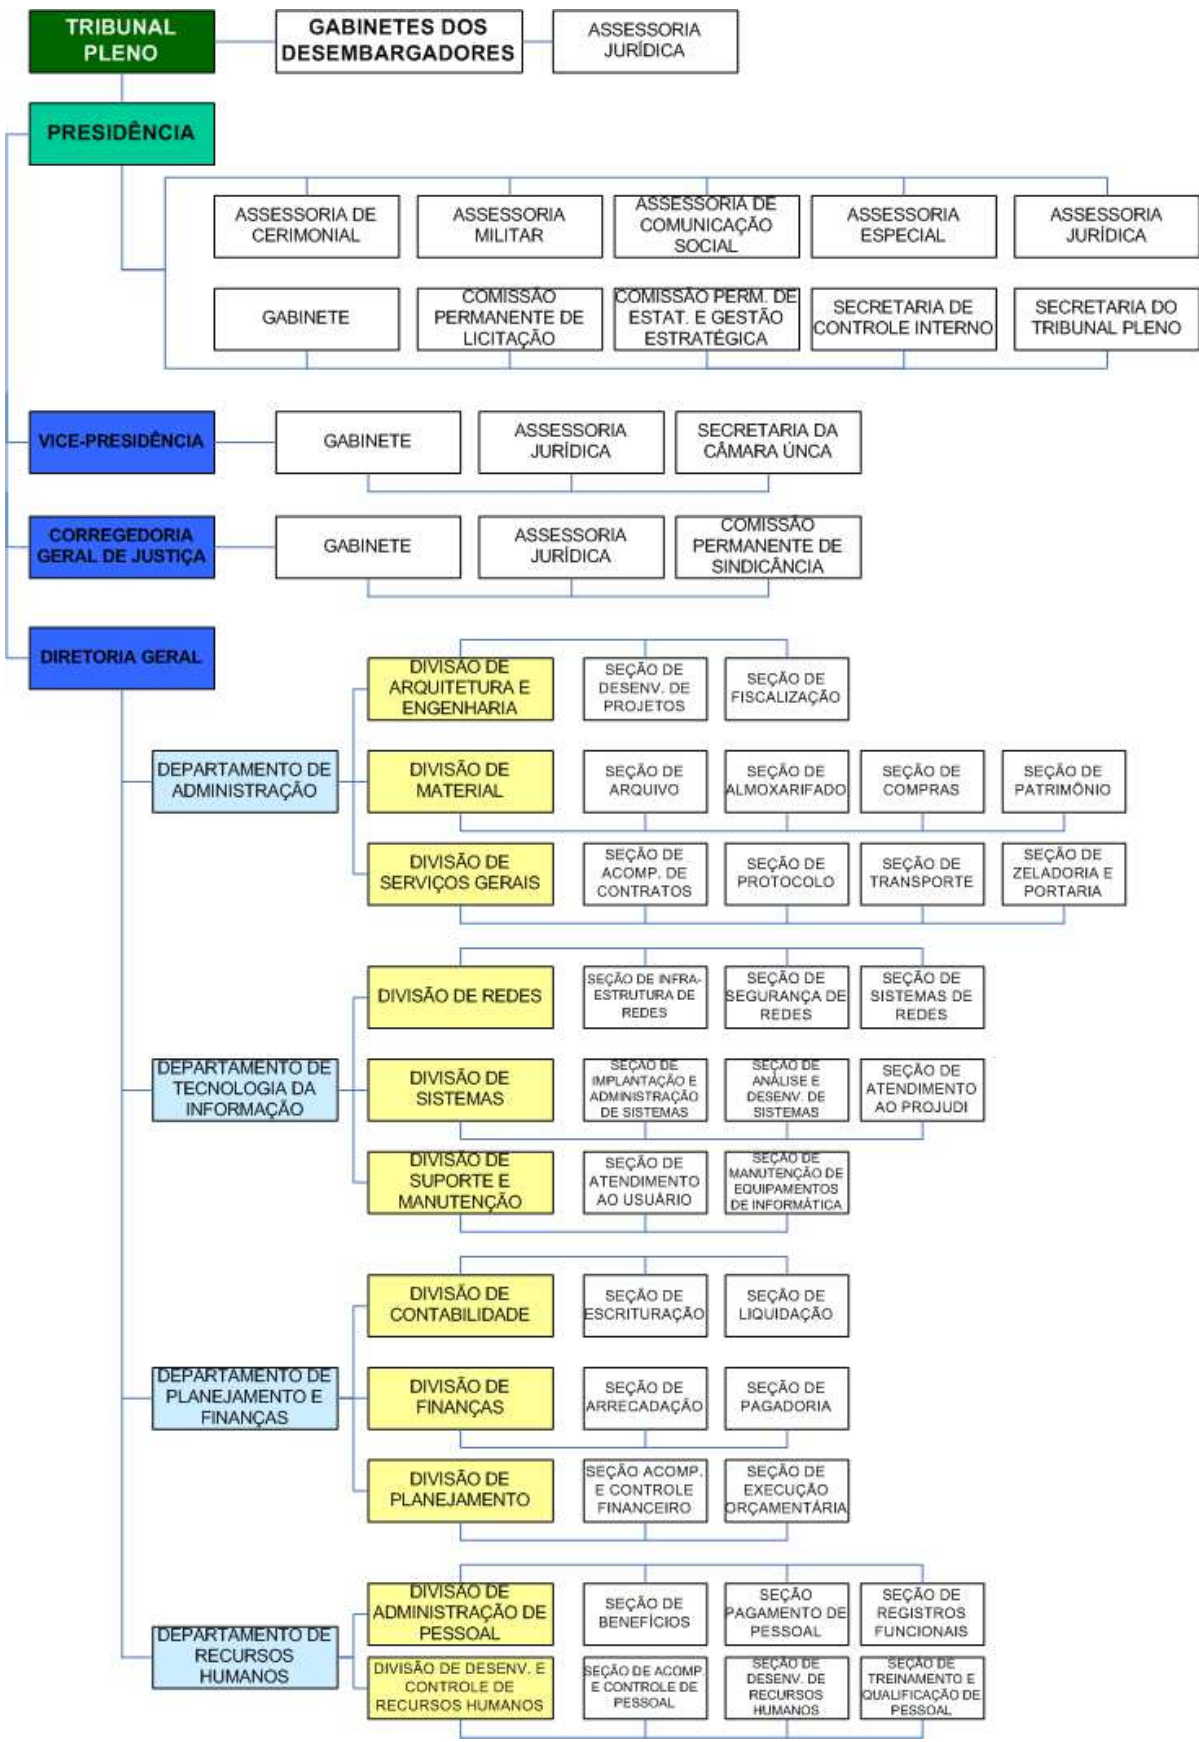 TRIBUNAL
PLENO
GABINETES DOS
DESEMBARGADORES
ASSESSORIA
JURÍDICA
PRESIDÊNCIA
ASSESSORIA DE
CERIMONIAL
ASSESSORIA
MILITAR
ASSESSORIA DE
COMUNICAÇÃO
SOCIAL
ASSESSORIA
ESPECIAL
ASSESSORIA
JURÍDICA
GABINETE
COMISSÃO
PERMANENTE DE
LICITAÇÃO
COMISSÃO PERM. DE
ESTAT. E GESTÃO
ESTRATÉGICA
SECRETARIA DE
CONTROLE INTERNO
SECRETARIA DO
TRIBUNAL PLENO
VICE-PRESIDÊNCIA
GABINETE
ASSESSORIA
JURÍDICA
SECRETARIA DA
CÂMARA ÚNCA
CORREGEDORIA
GERAL DE JUSTIÇA
GABINETE
ASSESSORIA
JURÍDICA
COMISSÃO
PERMANENTE DE
SINDICÂNCIA
DIRETORIA GERAL
DEPARTAMENTO DE
ADMINISTRAÇÃO
DIVISÃO DE
ARQUITETURA E
ENGENHARIA
SEÇÃO DE
DESENV. DE
PROJETOS
SEÇÃO DE
FISCALIZAÇÃO
DIVISÃO DE
MATERIAL
SEÇÃO DE
ARQUIVO
SEÇÃO DE
ALMOXARIFADO
SEÇÃO DE
COMPRAS
SEÇÃO DE
PATRIMÔNIO
DIVISÃO DE
SERVIÇOS GERAIS
SEÇÃO DE
ACOMP. DE
CONTRATOS
SEÇÃO DE
PROTOCOLO
SEÇÃO DE
TRANSPORTE
SEÇÃO DE
ZELADORIA E
PORTARIA
DEPARTAMENTO DE
TECNOLOGIA DA
INFORMAÇÃO
DIVISÃO DE REDES
SEÇÃO DE INFRA-
ESTRUTURA DE
REDES
SEÇÃO DE
SEGURANÇA DE
REDES
SEÇÃO DE
SISTEMAS DE
REDES
DIVISÃO DE
SISTEMAS
SEÇÃO DE
IMPLANTAÇÃO E
ADMINISTRAÇÃO
DE SISTEMAS
SEÇÃO DE
ANÁLISE E
DESENV. DE
SISTEMAS
SEÇÃO DE
ATENDIMENTO
AO PROJUDI
DIVISÃO DE
SUPORTE E
MANUTENÇÃO
SEÇÃO DE
ATENDIMENTO
AO USUÁRIO
SEÇÃO DE
MANUTENÇÃO DE
EQUIPAMENTOS
DE INFORMÁTICA
DEPARTAMENTO DE
PLANEJAMENTO E
FINANÇAS
DIVISÃO DE
CONTABILIDADE
SEÇÃO DE
ESCRITURAÇÃO
SEÇÃO DE
LIQUIDAÇÃO
DIVISÃO DE
FINANÇAS
SEÇÃO DE
ARRECADAÇÃO
SEÇÃO DE
PAGADORIA
DIVISÃO DE
PLANEJAMENTO
SEÇÃO ACOMP.
E CONTROLE
FINANCEIRO
SEÇÃO DE
EXECUÇÃO
ORÇAMENTÁRIA
DEPARTAMENTO DE
RECURSOS
HUMANOS
DIVISÃO DE
ADMINISTRAÇÃO DE
PESSOAL
SEÇÃO DE
BENEFÍCIOS
SEÇÃO
PAGAMENTO DE
PESSOAL
SEÇÃO DE
REGISTROS
FUNCIONAIS
DIVISÃO DE DESENV. E
CONTROLE DE
RECURSOS HUMANOS
SEÇÃO DE ACOMP.
E CONTROLE DE
PESSOAL
SEÇÃO DE
DESENV. DE
RECURSOS
HUMANOS
SEÇÃO DE
TREINAMENTO E
QUALIFICAÇÃO DE
PESSOAL